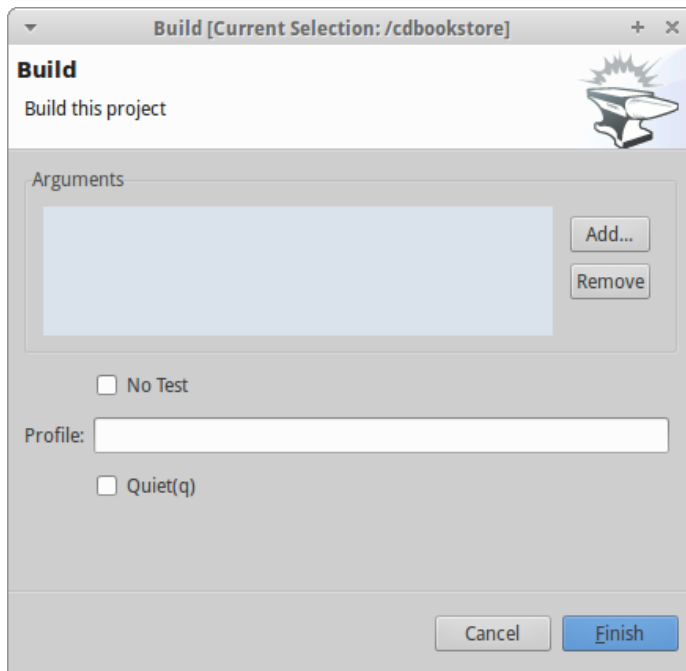 Build [Current Selection: /cdbookstore]
Build
Build this project
Arguments
Add...
Remove
No Test
Profile:
Quiet(q)
Cancel
Finish